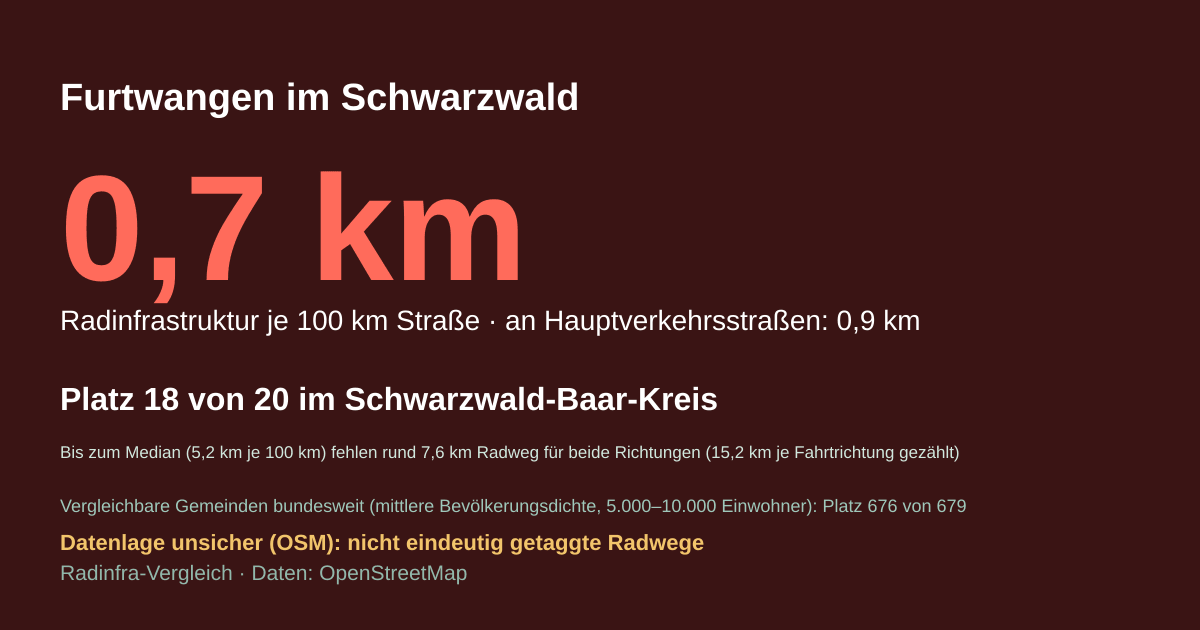 Furtwangen im Schwarzwald
0,7 km
Radinfrastruktur je 100 km Straße · an Hauptverkehrsstraßen: 0,9 km
Platz 18 von 20 im Schwarzwald-Baar-Kreis
Bis zum Median (5,2 km je 100 km) fehlen rund 7,6 km Radweg für beide Richtungen (15,2 km je Fahrtrichtung gezählt)
Vergleichbare Gemeinden bundesweit (mittlere Bevölkerungsdichte, 5.000–10.000 Einwohner): Platz 676 von 679
Datenlage unsicher (OSM): nicht eindeutig getaggte Radwege
Radinfra-Vergleich · Daten: OpenStreetMap